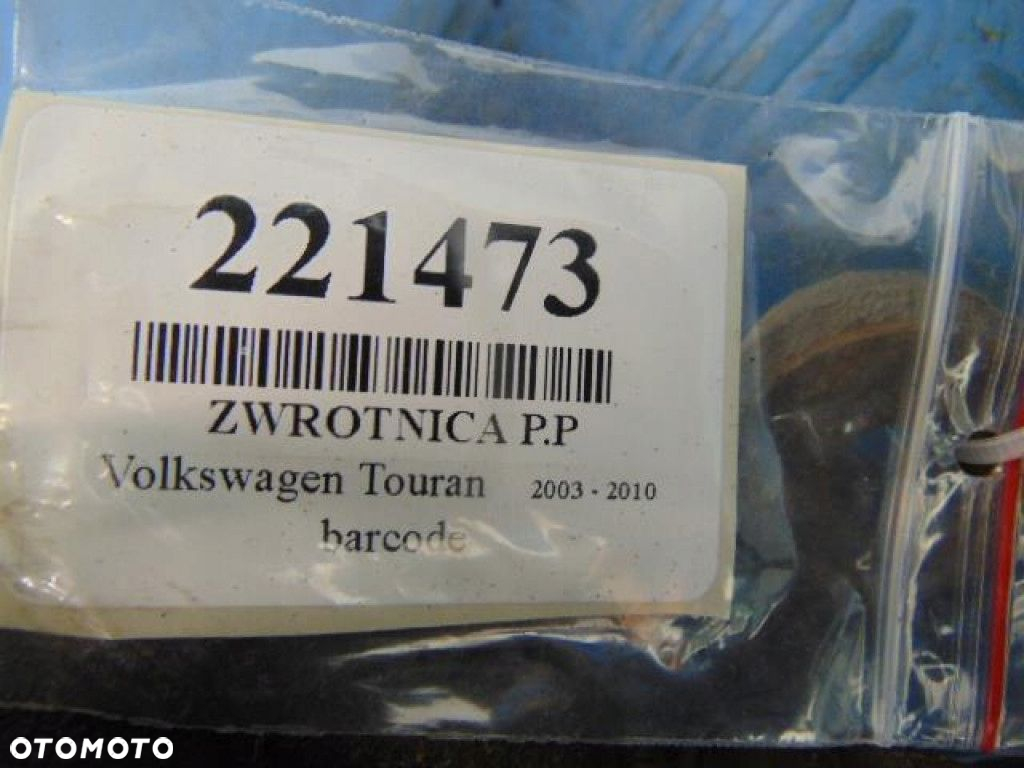 221473
ZWROTNICA P.P
Volkswagen Touran 2003 - 2010
barcode
OTOMOTO